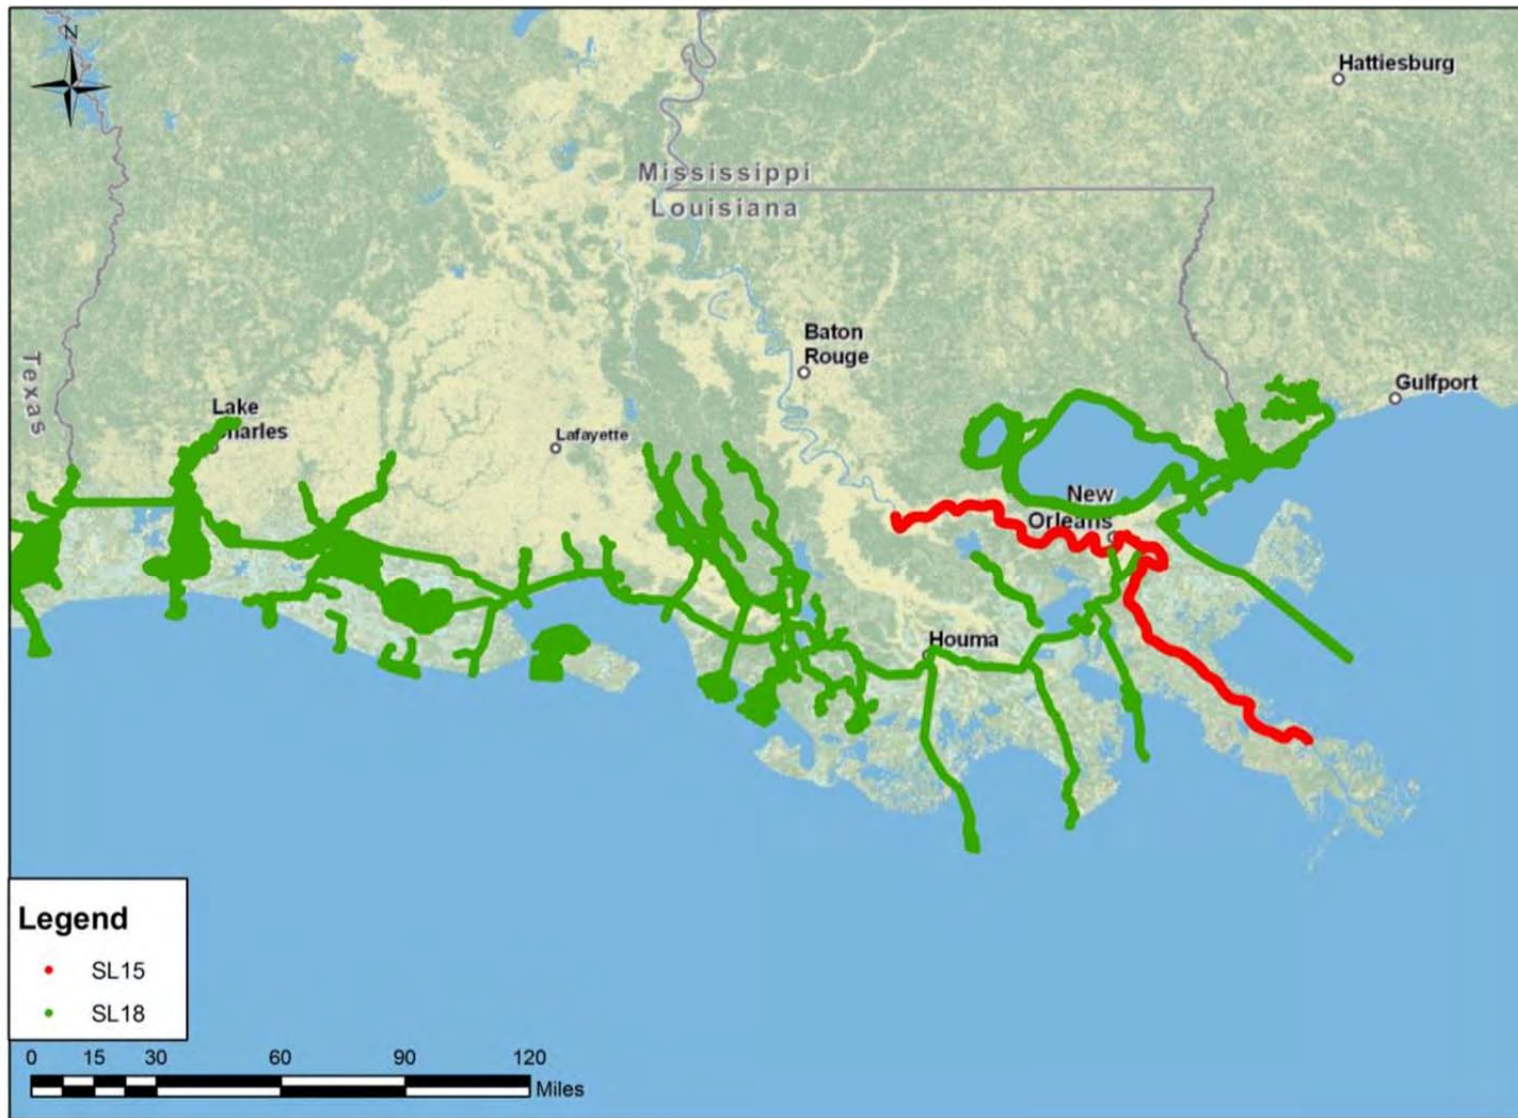 N
Hattiesburg
Mississippi
Louisiana
Baton
Rouge
Texas
Gulfport
Lake
Charles
Lafayette
New
Orleans
Houma
Legend
SL15
SL18
0 15 30 60 90 120
Miles